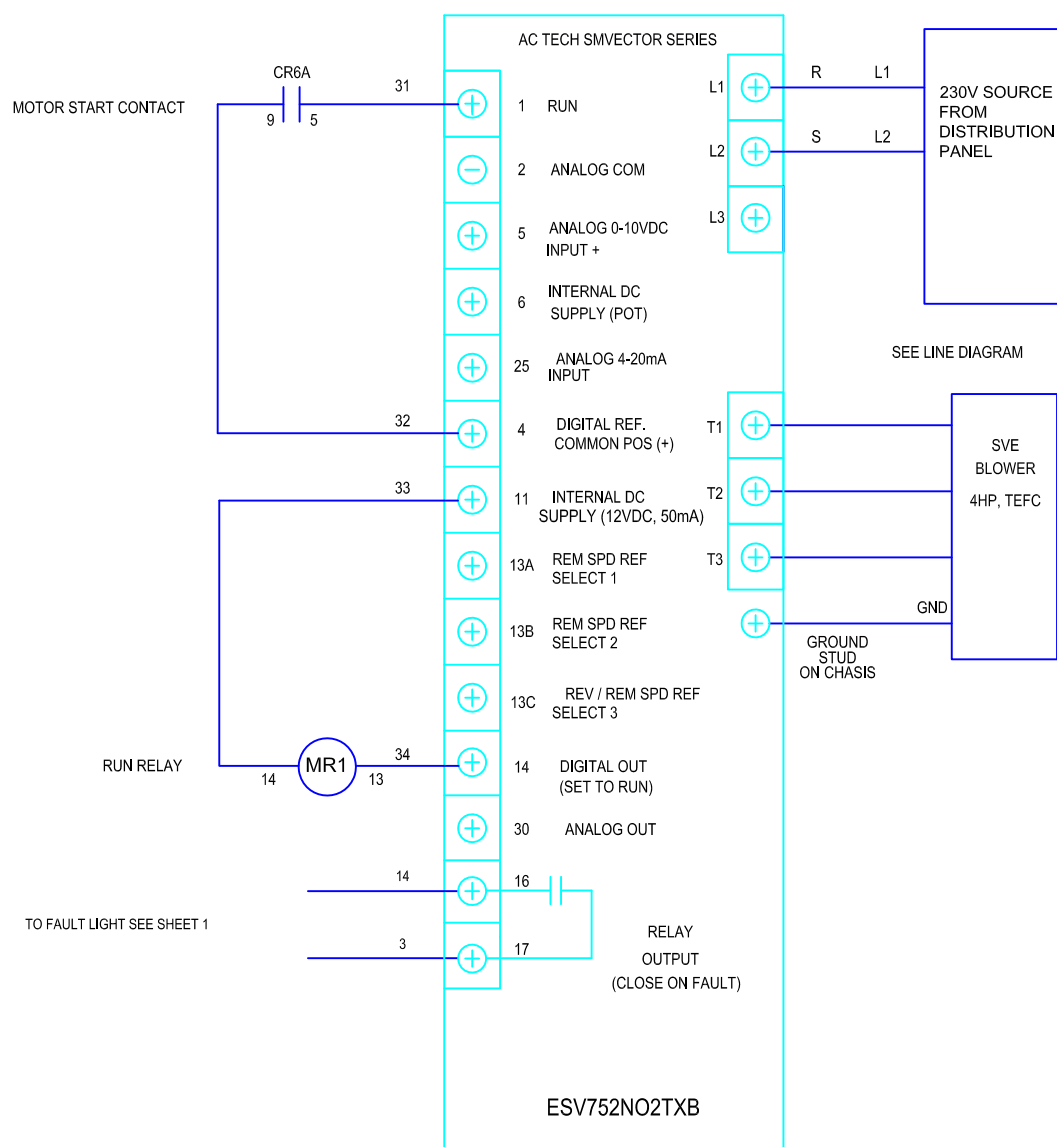 AC TECH SMVECTOR SERIES
CR6A
31
MOTOR START CONTACT
9
5
1
RUN
2
ANALOG COM
5
ANALOG 0-10VDC
INPUT +
6
INTERNAL DC
SUPPLY (POT)
25
ANALOG 4-20mA
INPUT
32
4
DIGITAL REF.
COMMON POS (+)
33
11
INTERNAL DC
SUPPLY (12VDC, 50mA)
13A
REM SPD REF
SELECT 1
13B
REM SPD REF
SELECT 2
13C
REV / REM SPD REF
SELECT 3
RUN RELAY
14
MR1
13
34
14
DIGITAL OUT
(SET TO RUN)
30
ANALOG OUT
14
16
TO FAULT LIGHT SEE SHEET 1
3
17
RELAY
OUTPUT
(CLOSE ON FAULT)
L1
R
L1
L2
S
L2
L3
230V SOURCE
FROM
DISTRIBUTION
PANEL
SEE LINE DIAGRAM
T1
T2
T3
SVE
BLOWER
4HP, TEFC
GND
GROUND
STUD
ON CHASIS
ESV752NO2TXB